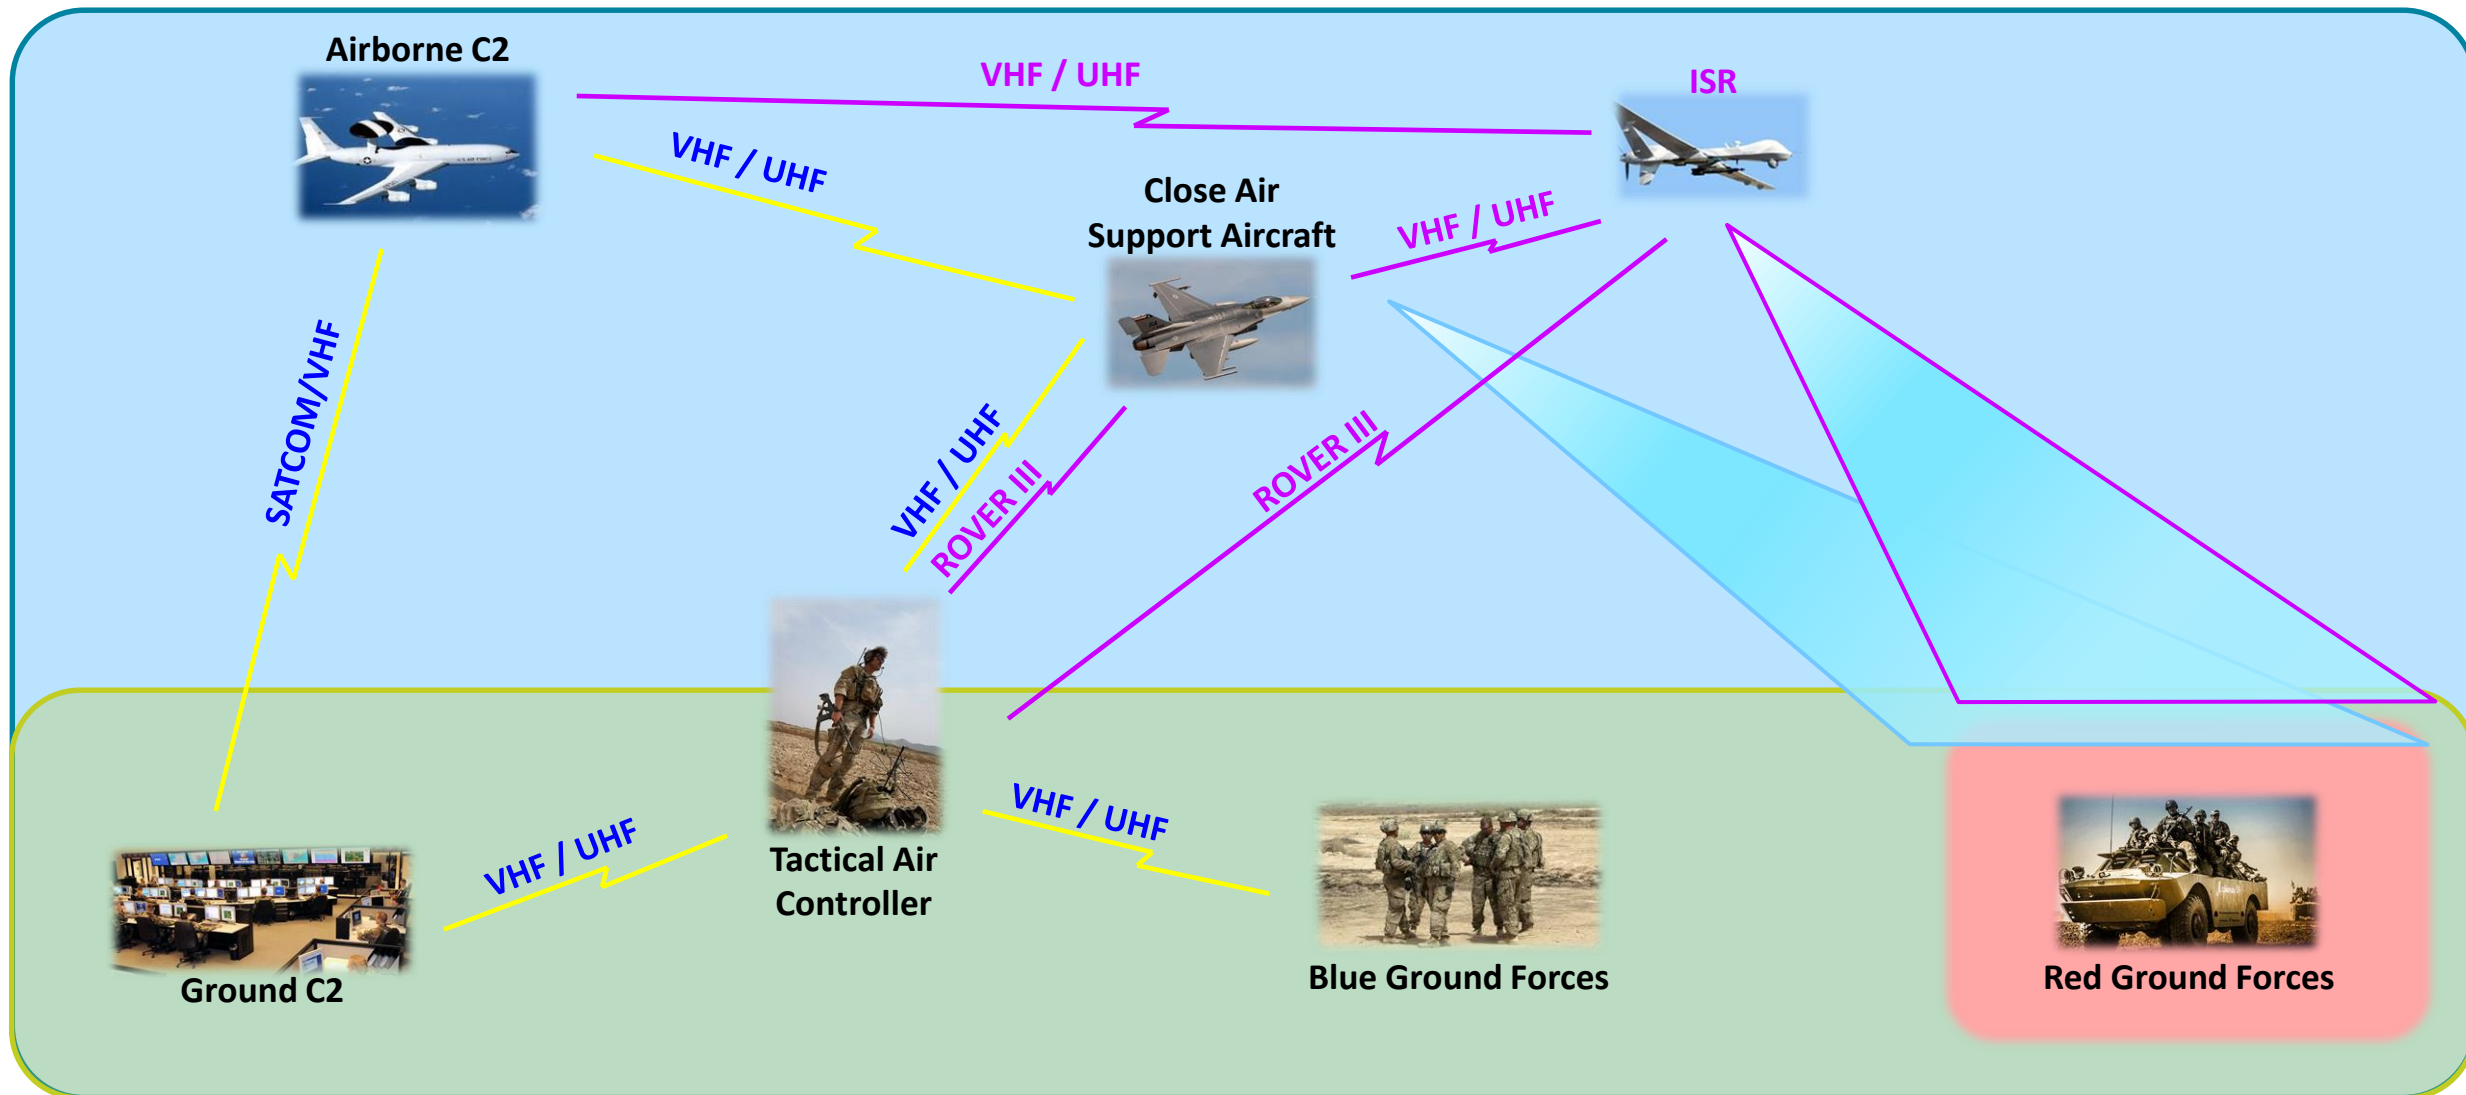 Airborne C2
VHF / UHF
ISR
VHF / UHF
Close Air
Support Aircraft
VHF / UHF
SATCOM/VHF
VHF / UHF
ROVER III
ROVER III
VHF / UHF
VHF / UHF
Tactical Air
Controller
Ground C2
Blue Ground Forces
Red Ground Forces